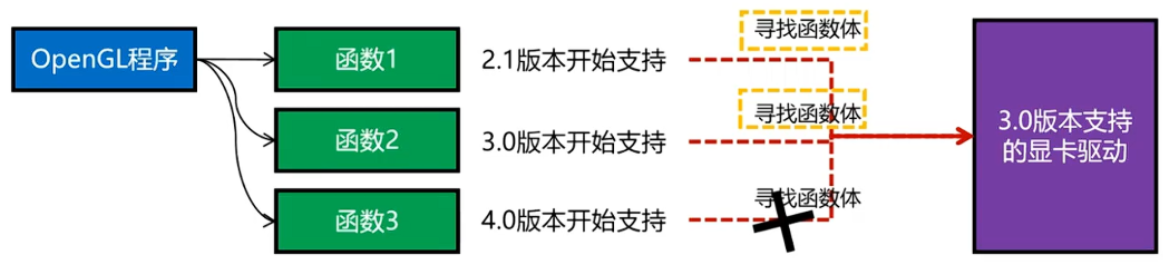 OpenGL程序
函数1
2.1版本开始支持
寻找函数体
函数2
3.0版本开始支持
寻找函数体
函数3
4.0版本开始支持
寻找函数体
3.0版本支持
的显卡驱动